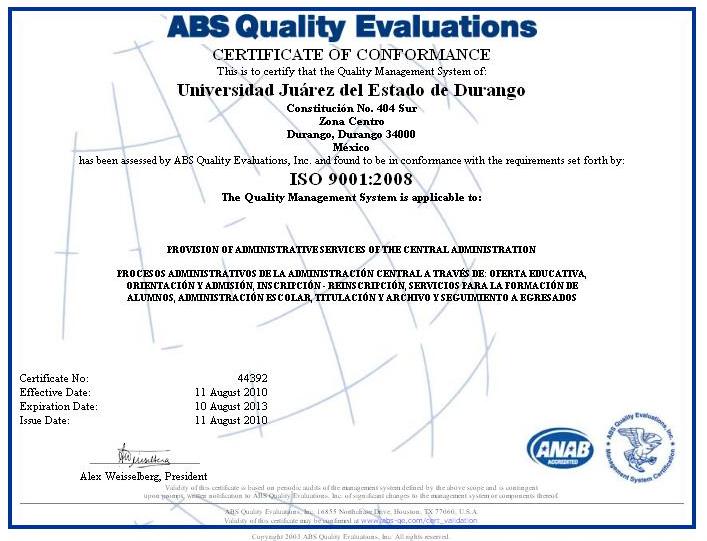 ABS Quality Evaluations
CERTIFICATE OF CONFORMANCE
This is to certify that the Quality Management System of:
Universidad Juárez del Estado de Durango
Constitución No. 404 Sur
Zona Centro
Durango, Durango 34000
México
has been assessed by ABS Quality Evaluations, Inc. and found to be in conformance with the requirements set forth by:
ISO 9001:2008
The Quality Management System is applicable to:
PROVISION OF ADMINISTRATIVE SERVICES OF THE CENTRAL ADMINISTRATION
PROCESOS ADMINISTRATIVOS DE LA ADMINISTRACIÓN CENTRAL A TRAVÉS DE: OFERTA EDUCATIVA,
ORIENTACIÓN Y ADMISIÓN, INSCRIPCIÓN - REINSCRIPCIÓN, SERVICIOS PARA LA FORMACIÓN DE
ALUMNOS, ADMINISTRACIÓN ESCOLAR, TITULACIÓN Y ARCHIVO Y SEGUIMIENTO A EGRESADOS
Certificate No: 44392
Effective Date: 11 August 2010
Expiration Date: 10 August 2013
Issue Date: 11 August 2010
ANAB
ACCREDITED
ABS Quality Evaluations, Inc.
Management System Certification
Alex Weisselberg, President
Validity of this certificate is based on periodic audits of the management system defined by the above scope and is contingent
upon prompt, written notification to ABS Quality Evaluations, Inc. of significant changes to the management system or components thereof.
ABS Quality Evaluations, Inc. 16855 Northchase Drive, Houston, TX 77060, U.S.A.
Validity of this certificate may be confirmed at www.abs-qe.com/cert_validation
Copyright 2003 ABS Quality Evaluations, Inc. All rights reserved.